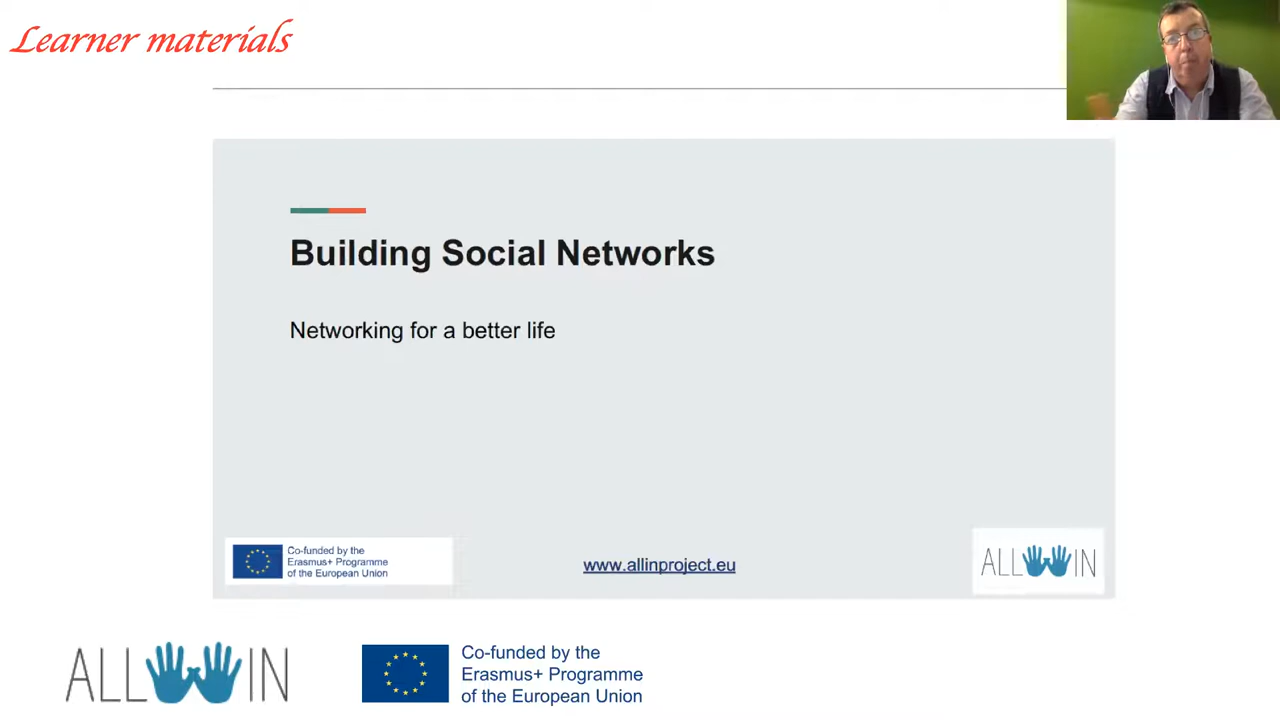 Learner materials
Building Social Networks
Networking for a better life
Co-funded by the
Erasmus+ Programme
of the European Union
www.allinproject.eu
ALL IN
ALL IN
Co-funded by the
Erasmus+ Programme
of the European Union